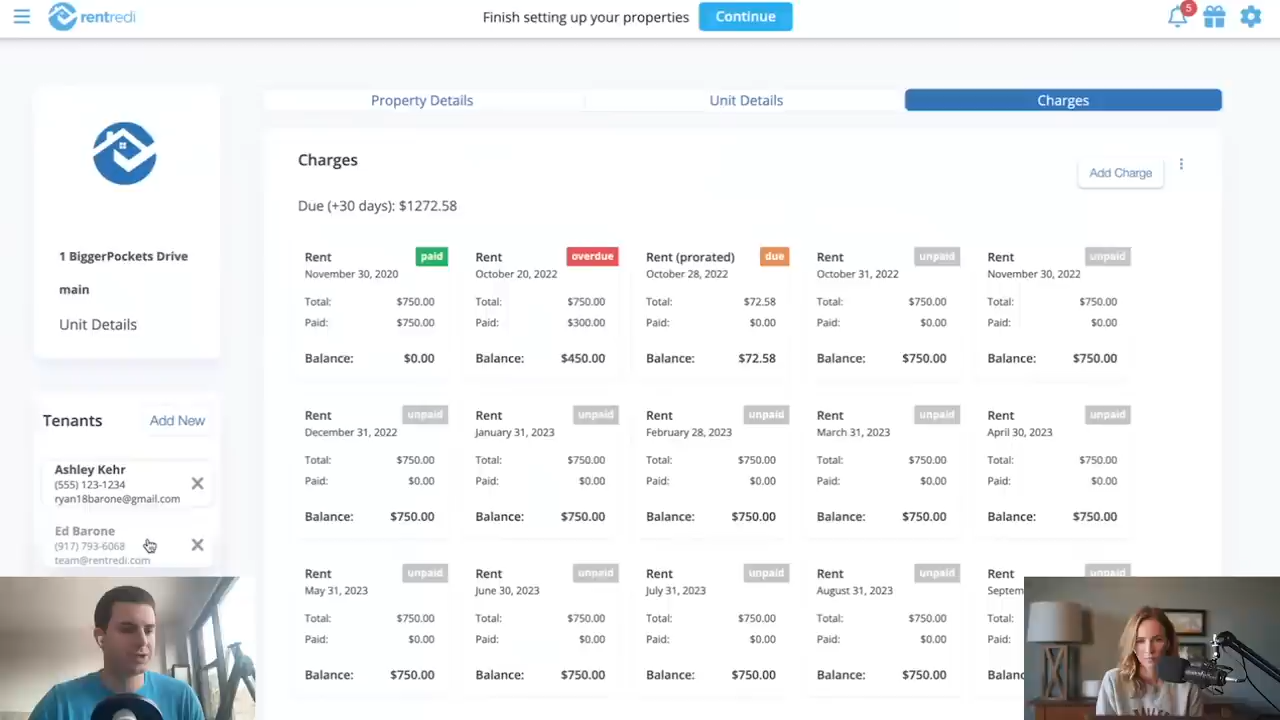 rentredi
Finish setting up your properties
Continue
5
Property Details
Unit Details
Charges
1 BiggerPockets Drive
main
Unit Details
Tenants
Add New
Ashley Kehr
(555) 123-1234
ryan18barone@gmail.com
Ed Barone
(917) 793-6068
team@rentredi.com
Charges
Add Charge
Due (+30 days): $1272.58
Rent
paid
November 30, 2020
Total: $750.00
Paid: $750.00
Balance: $0.00
Rent
overdue
October 20, 2022
Total: $750.00
Paid: $300.00
Balance: $450.00
Rent (prorated)
due
October 28, 2022
Total: $72.58
Paid: $0.00
Balance: $72.58
Rent
unpaid
October 31, 2022
Total: $750.00
Paid: $0.00
Balance: $750.00
Rent
unpaid
November 30, 2022
Total: $750.00
Paid: $0.00
Balance: $750.00
Rent
unpaid
December 31, 2022
Total: $750.00
Paid: $0.00
Balance: $750.00
Rent
unpaid
January 31, 2023
Total: $750.00
Paid: $0.00
Balance: $750.00
Rent
unpaid
February 28, 2023
Total: $750.00
Paid: $0.00
Balance: $750.00
Rent
unpaid
March 31, 2023
Total: $750.00
Paid: $0.00
Balance: $750.00
Rent
unpaid
April 30, 2023
Total: $750.00
Paid: $0.00
Balance: $750.00
Rent
unpaid
May 31, 2023
Total: $750.00
Paid: $0.00
Balance: $750.00
Rent
unpaid
June 30, 2023
Total: $750.00
Paid: $0.00
Balance: $750.00
Rent
unpaid
July 31, 2023
Total: $750.00
Paid: $0.00
Balance: $750.00
Rent
unpaid
August 31, 2023
Total: $750.00
Paid: $0.00
Balance: $750.00
Rent
unpaid
Septem
Total:
Paid:
Balanc